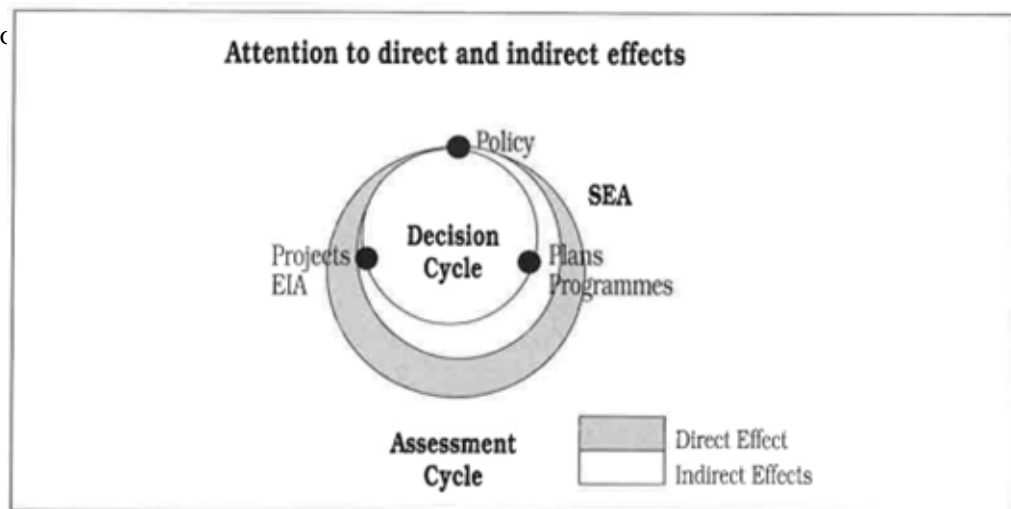 Attention to direct and indirect effects
Policy
SEA
Decision
Cycle
Projects
EIA
Plans
Programmes
Assessment
Cycle
Direct Effect
Indirect Effects